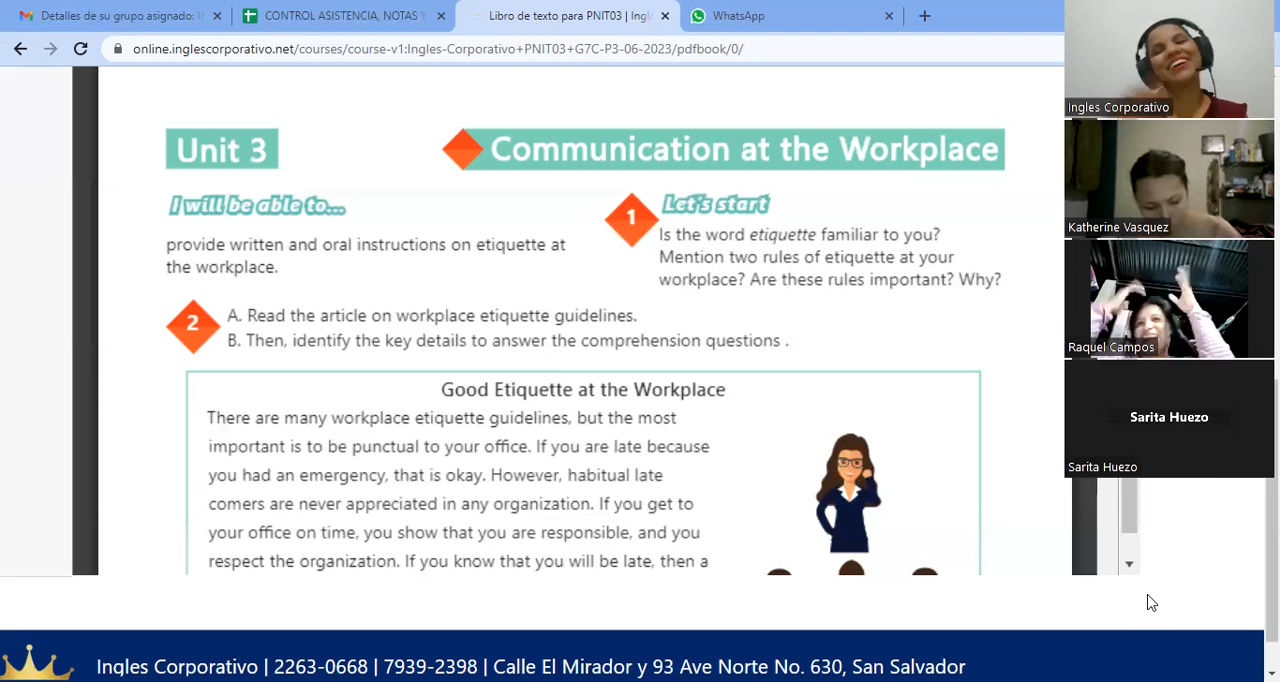 Detalles de su grupo asignado: I
CONTROL ASISTENCIA, NOTAS Y
Libro de texto para PNIT03 | Ingl
WhatsApp
online.inglescorporativo.net/courses/course-v1:Ingles-Corporativo+PNIT03+G7C-P3-06-2023/pdfbook/0/
Unit 3
Communication at the Workplace
I will be able to...
provide written and oral instructions on etiquette at
the workplace.
1
Let's start
Is the word etiquette familiar to you?
Mention two rules of etiquette at your
workplace? Are these rules important? Why?
2
A. Read the article on workplace etiquette guidelines.
B. Then, identify the key details to answer the comprehension questions .
Good Etiquette at the Workplace
There are many workplace etiquette guidelines, but the most
important is to be punctual to your office. If you are late because
you had an emergency, that is okay. However, habitual late
comers are never appreciated in any organization. If you get to
your office on time, you show that you are responsible, and you
respect the organization. If you know that you will be late, then a
Ingles Corporativo
Katherine Vasquez
Raquel Campos
Sarita Huezo
Sarita Huezo
Ingles Corporativo | 2263-0668 | 7939-2398 | Calle El Mirador y 93 Ave Norte No. 630, San Salvador